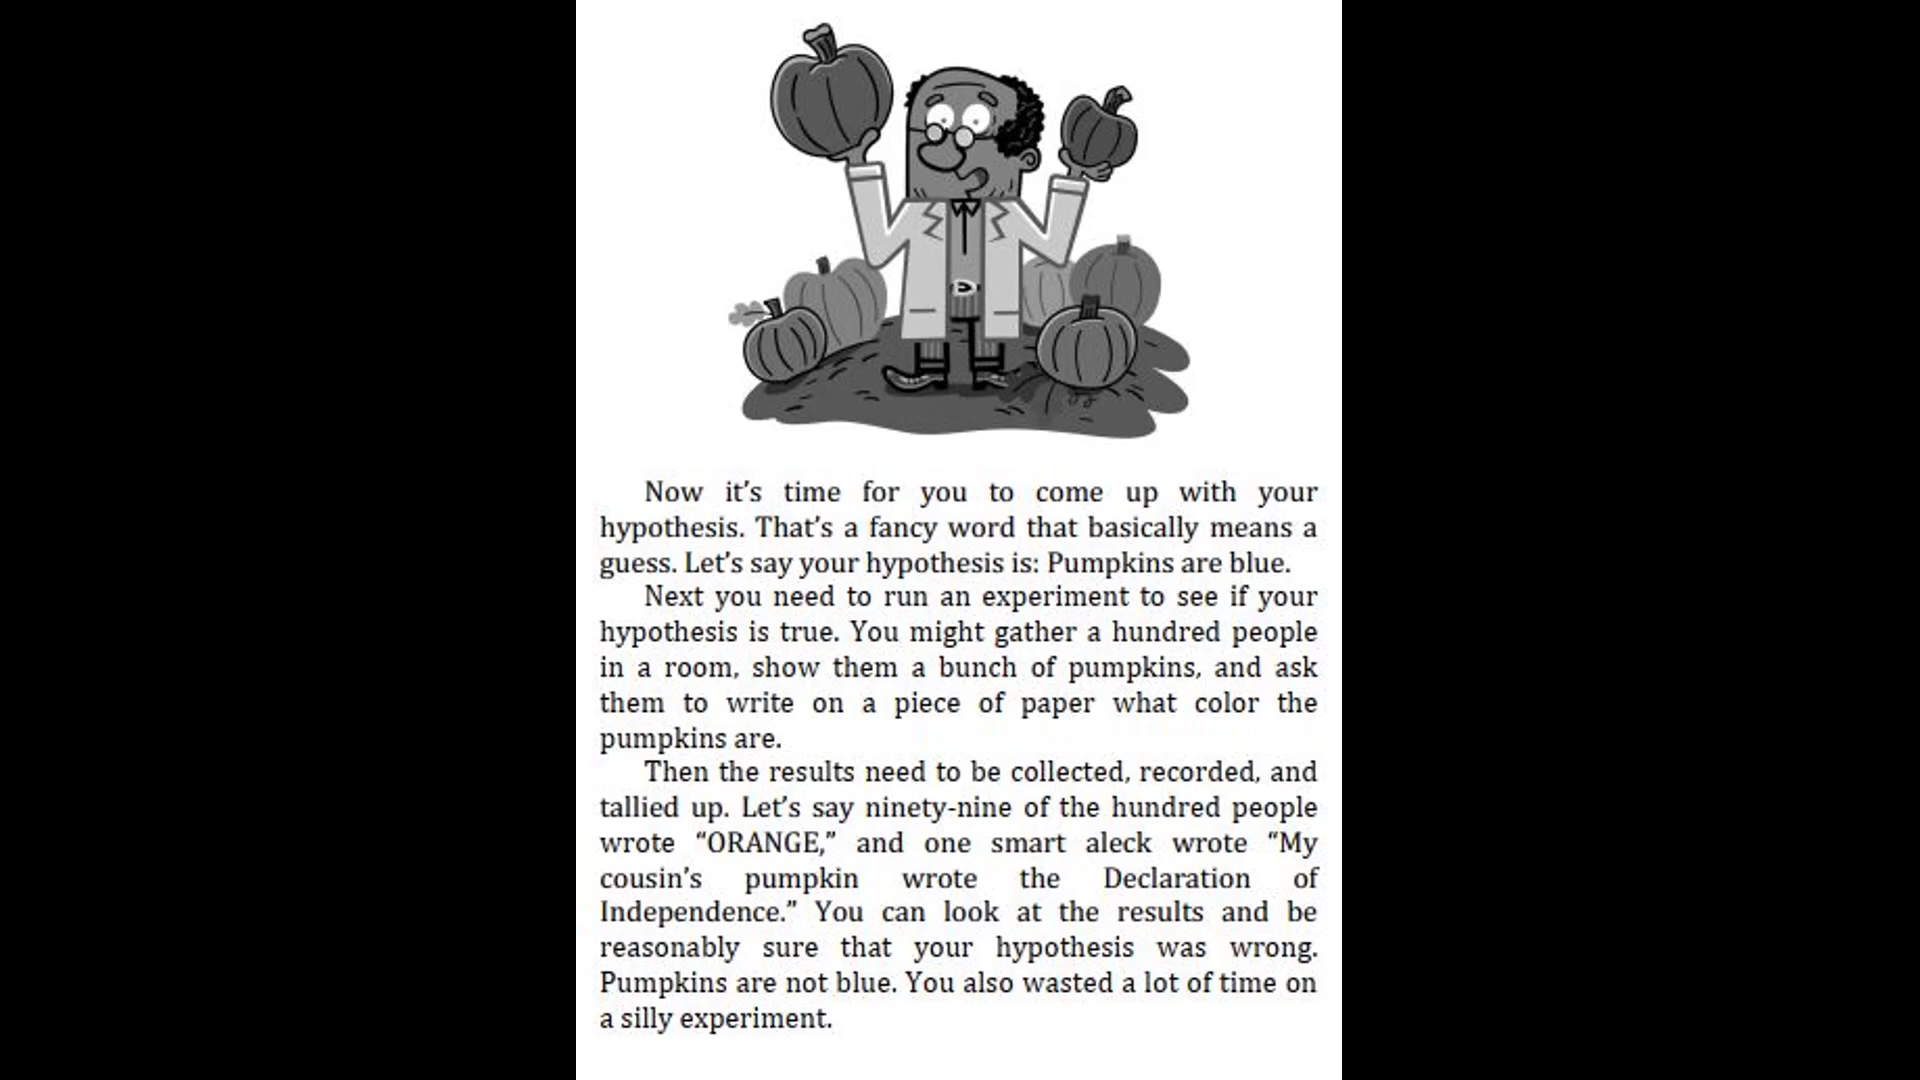 Now it’s time for you to come up with your
hypothesis. That’s a fancy word that basically means a
guess. Let’s say your hypothesis is: Pumpkins are blue.
Next you need to run an experiment to see if your
hypothesis is true. You might gather a hundred people
in a room, show them a bunch of pumpkins, and ask
them to write on a piece of paper what color the
pumpkins are.
Then the results need to be collected, recorded, and
tallied up. Let’s say ninety-nine of the hundred people
wrote “ORANGE,” and one smart aleck wrote “My
cousin’s pumpkin wrote the Declaration of
Independence.” You can look at the results and be
reasonably sure that your hypothesis was wrong.
Pumpkins are not blue. You also wasted a lot of time on
a silly experiment.